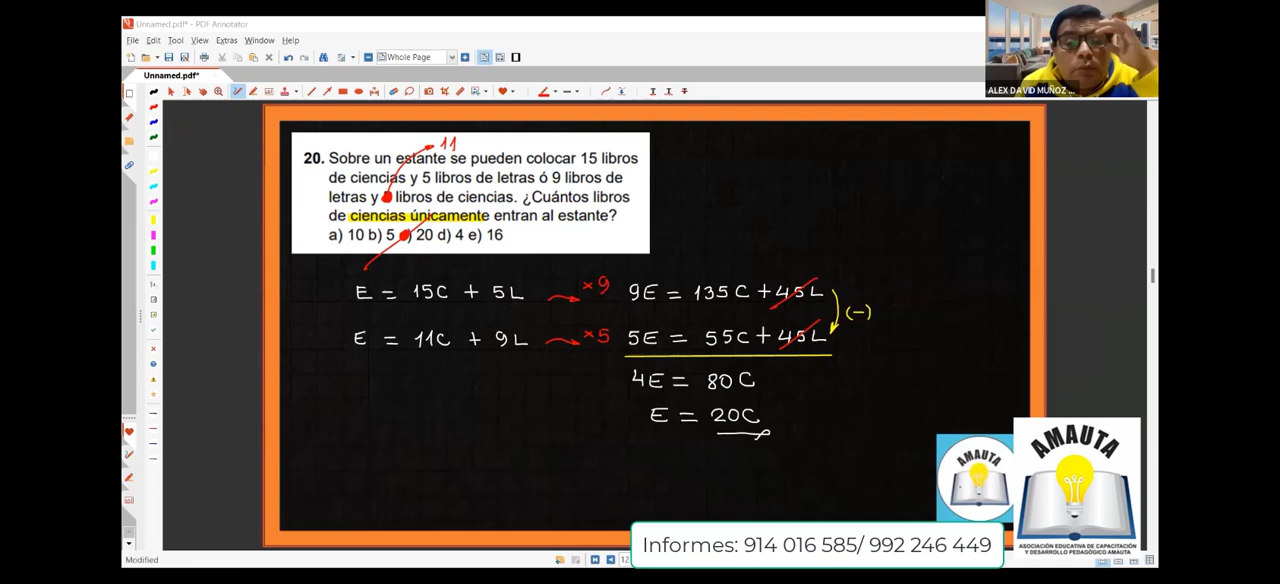 Unnamed.pdf* - PDF Annotator
File Edit Tool View Extras Window Help
Whole Page
Unnamed.pdf*
ALEX DAVID MUÑOZ ...
11
20. Sobre un estante se pueden colocar 15 libros
de ciencias y 5 libros de letras ó 9 libros de
letras y libros de ciencias. ¿Cuántos libros
de ciencias únicamente entran al estante?
a) 10 b) 5 c) 20 d) 4 e) 16
E = 15C + 5L ×9 9E = 135C + 45L
(-)
E = 11C + 9L ×5 5E = 55C + 45L
4E = 80C
E = 20C
AMAUTA
AMAUTA
ASOCIACIÓN EDUCATIVA DE CAPACITACIÓN
Y DESARROLLO PEDAGÓGICO AMAUTA
Informes: 914 016 585/ 992 246 449
Modified
12